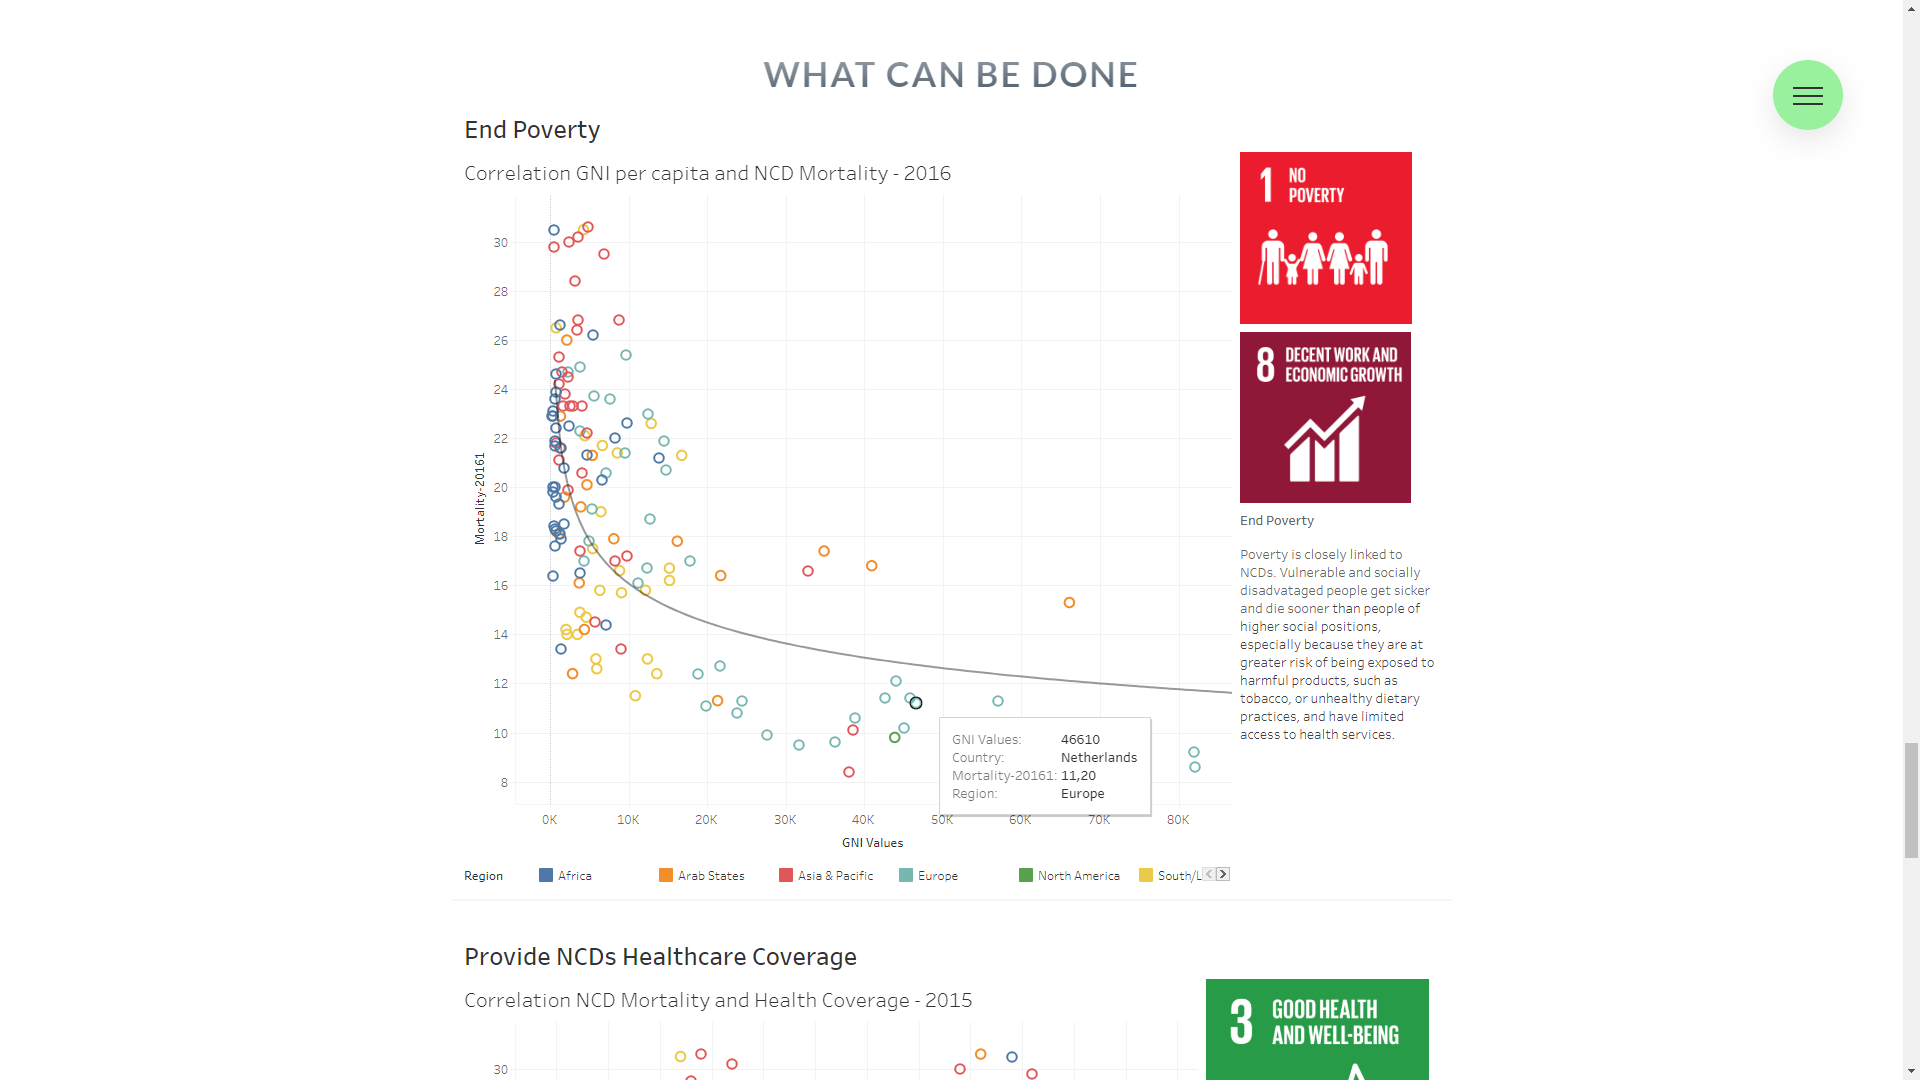 WHAT CAN BE DONE
End Poverty
Correlation GNI per capita and NCD Mortality - 2016
30
28
26
24
22
20
18
16
14
12
10
8
Mortality-20161
0K
10K
20K
30K
40K
50K
60K
70K
80K
GNI Values
GNI Values: 46610
Country: Netherlands
Mortality-20161: 11,20
Region: Europe
Region
Africa
Arab States
Asia & Pacific
Europe
North America
South/L
1 NO
POVERTY
8 DECENT WORK AND
ECONOMIC GROWTH
End Poverty
Poverty is closely linked to
NCDs. Vulnerable and socially
disadvataged people get sicker
and die sooner than people of
higher social positions,
especially because they are at
greater risk of being exposed to
harmful products, such as
tobacco, or unhealthy dietary
practices, and have limited
access to health services.
Provide NCDs Healthcare Coverage
Correlation NCD Mortality and Health Coverage - 2015
30
3 GOOD HEALTH
AND WELL-BEING